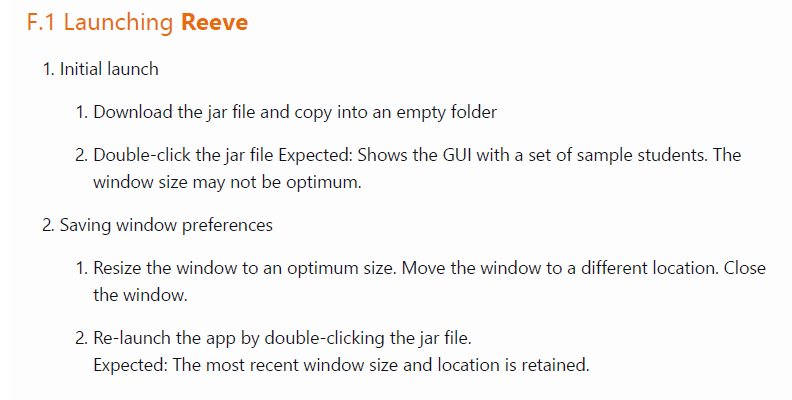 F.1 Launching Reeve
1. Initial launch
1. Download the jar file and copy into an empty folder
2. Double-click the jar file Expected: Shows the GUI with a set of sample students. The
window size may not be optimum.
2. Saving window preferences
1. Resize the window to an optimum size. Move the window to a different location. Close
the window.
2. Re-launch the app by double-clicking the jar file.
Expected: The most recent window size and location is retained.